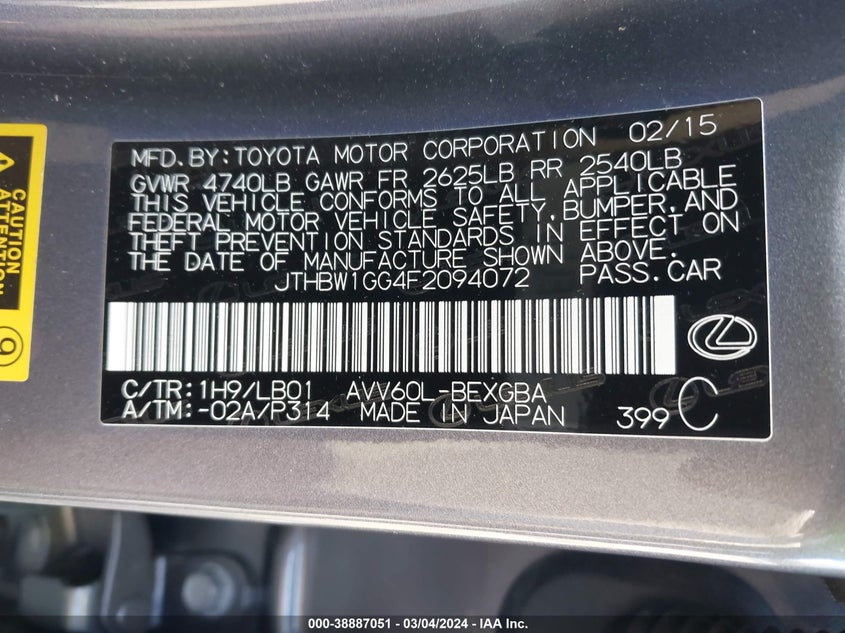 MFD.BY:TOYOTA MOTOR CORPORATION 02/15
GVWR 4740LB GAWR FR 2625LB RR 2540LB
THIS VEHICLE CONFORMS TO ALL APPLICABLE
FEDERAL MOTOR VEHICLE SAFETY,BUMPER,AND
THEFT PREVENTION STANDARDS IN EFFECT ON
THE DATE OF MANUFACTURE SHOWN ABOVE.
JTHBW1GG4F2094072 PASS.CAR
C/TR:1H9/LB01 AVV60L-BEXGBA
A/TM:-02A/P314 MADE IN JAPAN 399 C
CAUTION
ATTENTION
9
000-38887051 - 03/04/2024 - IAA Inc.